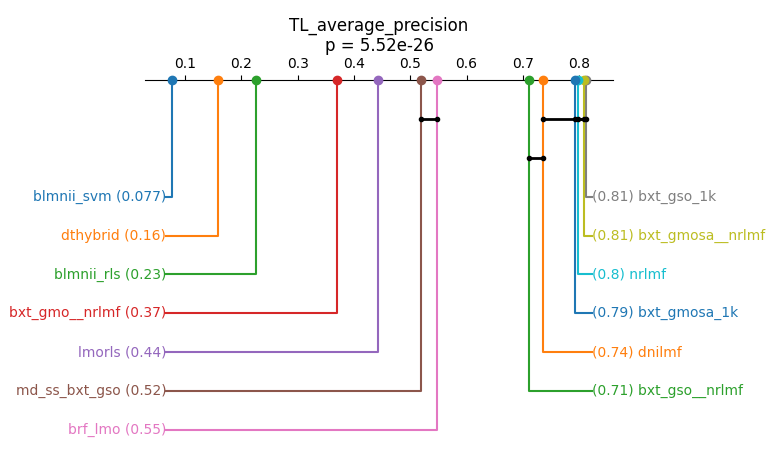 TL_average_precision
p = 5.52e-26
0.1 0.2 0.3 0.4 0.5 0.6 0.7 0.8
blmnii_svm (0.077)
dthybrid (0.16)
blmnii_rls (0.23)
bxt_gmo__nrlmf (0.37)
lmorls (0.44)
md_ss_bxt_gso (0.52)
brf_lmo (0.55)
(0.81) bxt_gso_1k
(0.81) bxt_gmosa__nrlmf
(0.8) nrlmf
(0.79) bxt_gmosa_1k
(0.74) dnilmf
(0.71) bxt_gso__nrlmf